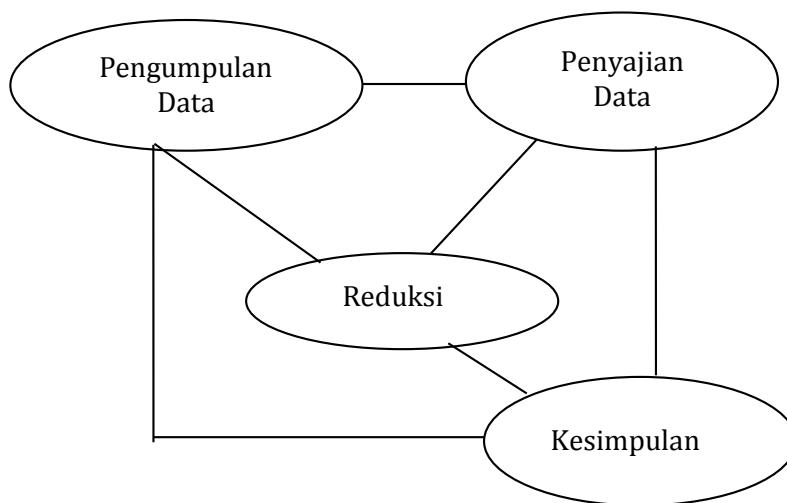 Pengumpulan
Data
Penyajian
Data
Reduksi
Kesimpulan